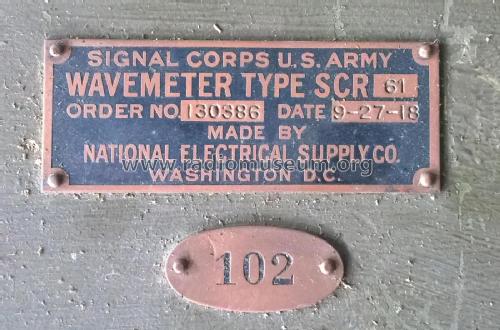 SIGNAL CORPS U.S. ARMY
WAVEMETER TYPE SCR 61
ORDER NO. 130386 DATE 9-27-18
MADE BY
NATIONAL ELECTRICAL SUPPLY CO.
www.radiomuseum.org
WASHINGTON D.C.
102